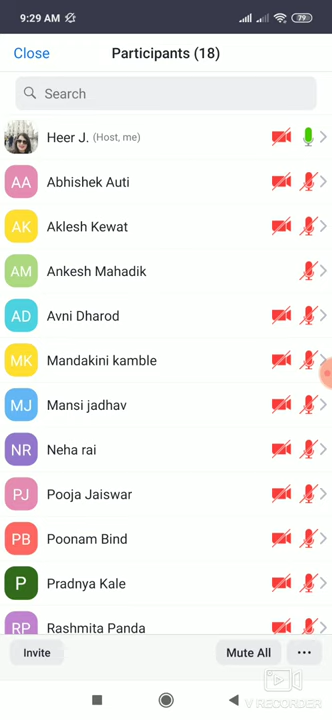 9:29 AM 79
Close Participants (18)
Search
Heer J. (Host, me)
AA Abhishek Auti
AK Aklesh Kewat
AM Ankesh Mahadik
AD Avni Dharod
MK Mandakini kamble
MJ Mansi jadhav
NR Neha rai
PJ Pooja Jaiswar
PB Poonam Bind
P Pradnya Kale
RP Rashmita Panda
Invite Mute All ...
V RECORDER